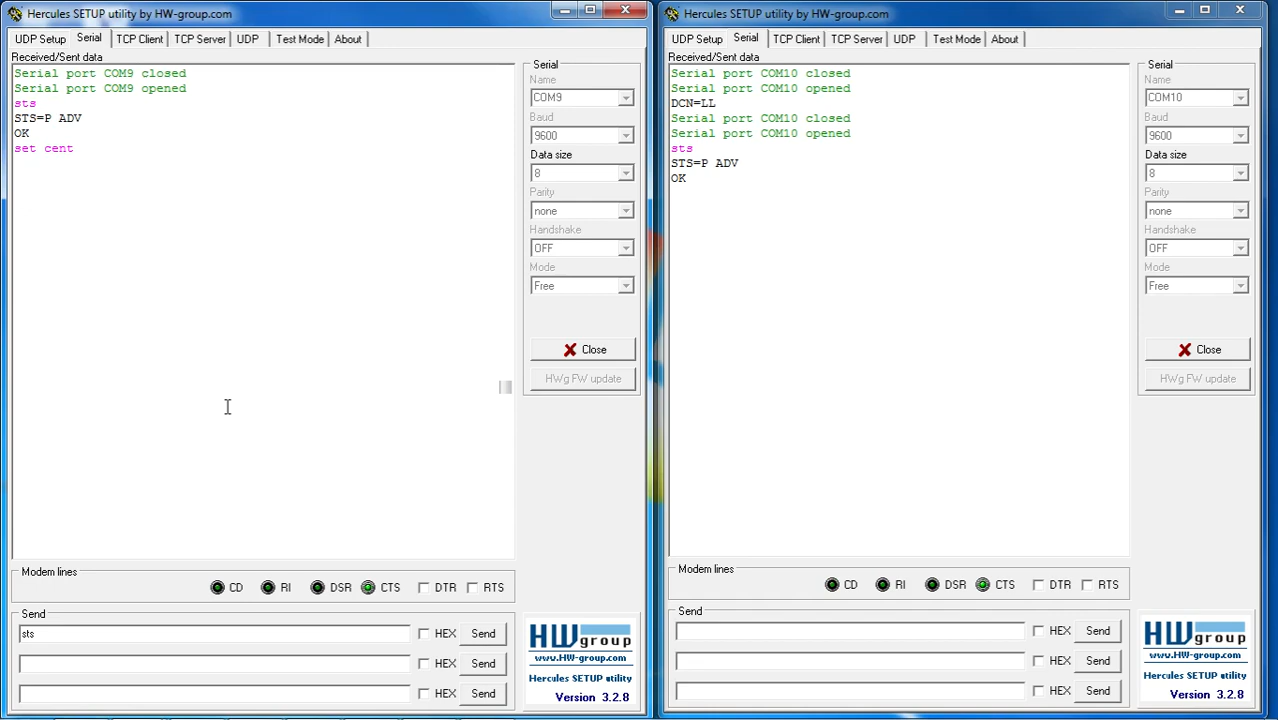 Hercules SETUP utility by HW-group.com
UDP Setup Serial TCP Client TCP Server UDP Test Mode About
Received/Sent data
Serial port COM9 closed
Serial port COM9 opened
sts
STS=P ADV
OK
set cent
Serial
Name
COM9
Baud
9600
Data size
8
Parity
none
Handshake
OFF
Mode
Free
Close
HWg FW update
Modem lines
CD RI DSR CTS DTR RTS
Send
sts
HEX Send
HEX Send
HEX Send
HWgroup
www.HW-group.com
Hercules SETUP utility
Version 3.2.8
Hercules SETUP utility by HW-group.com
UDP Setup Serial TCP Client TCP Server UDP Test Mode About
Received/Sent data
Serial port COM10 closed
Serial port COM10 opened
DCN=LL
Serial port COM10 closed
Serial port COM10 opened
sts
STS=P ADV
OK
Serial
Name
COM10
Baud
9600
Data size
8
Parity
none
Handshake
OFF
Mode
Free
Close
HWg FW update
Modem lines
CD RI DSR CTS DTR RTS
Send
HEX Send
HEX Send
HEX Send
HWgroup
www.HW-group.com
Hercules SETUP utility
Version 3.2.8